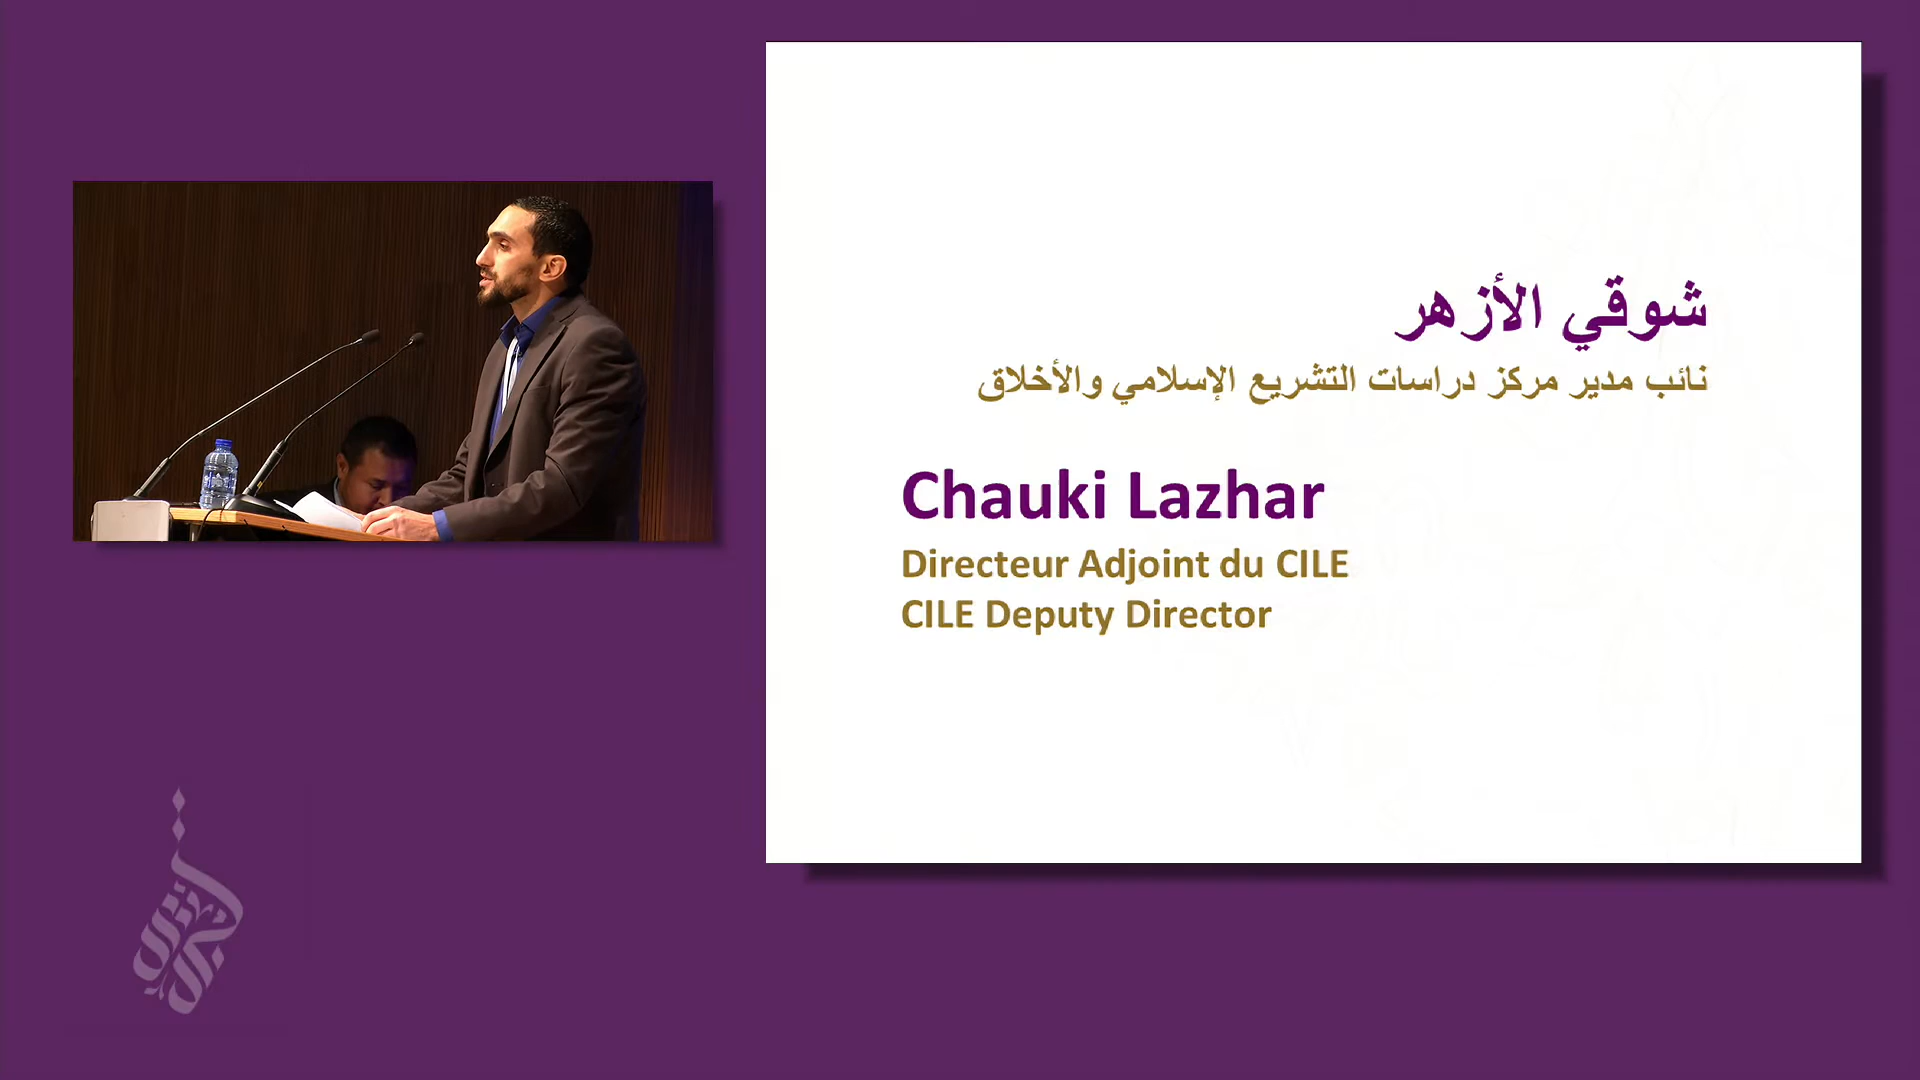 شوقي الأزهر
نائب مدير مركز دراسات التشريع الإسلامي والأخلاق
Chauki Lazhar
Directeur Adjoint du CILE
CILE Deputy Director